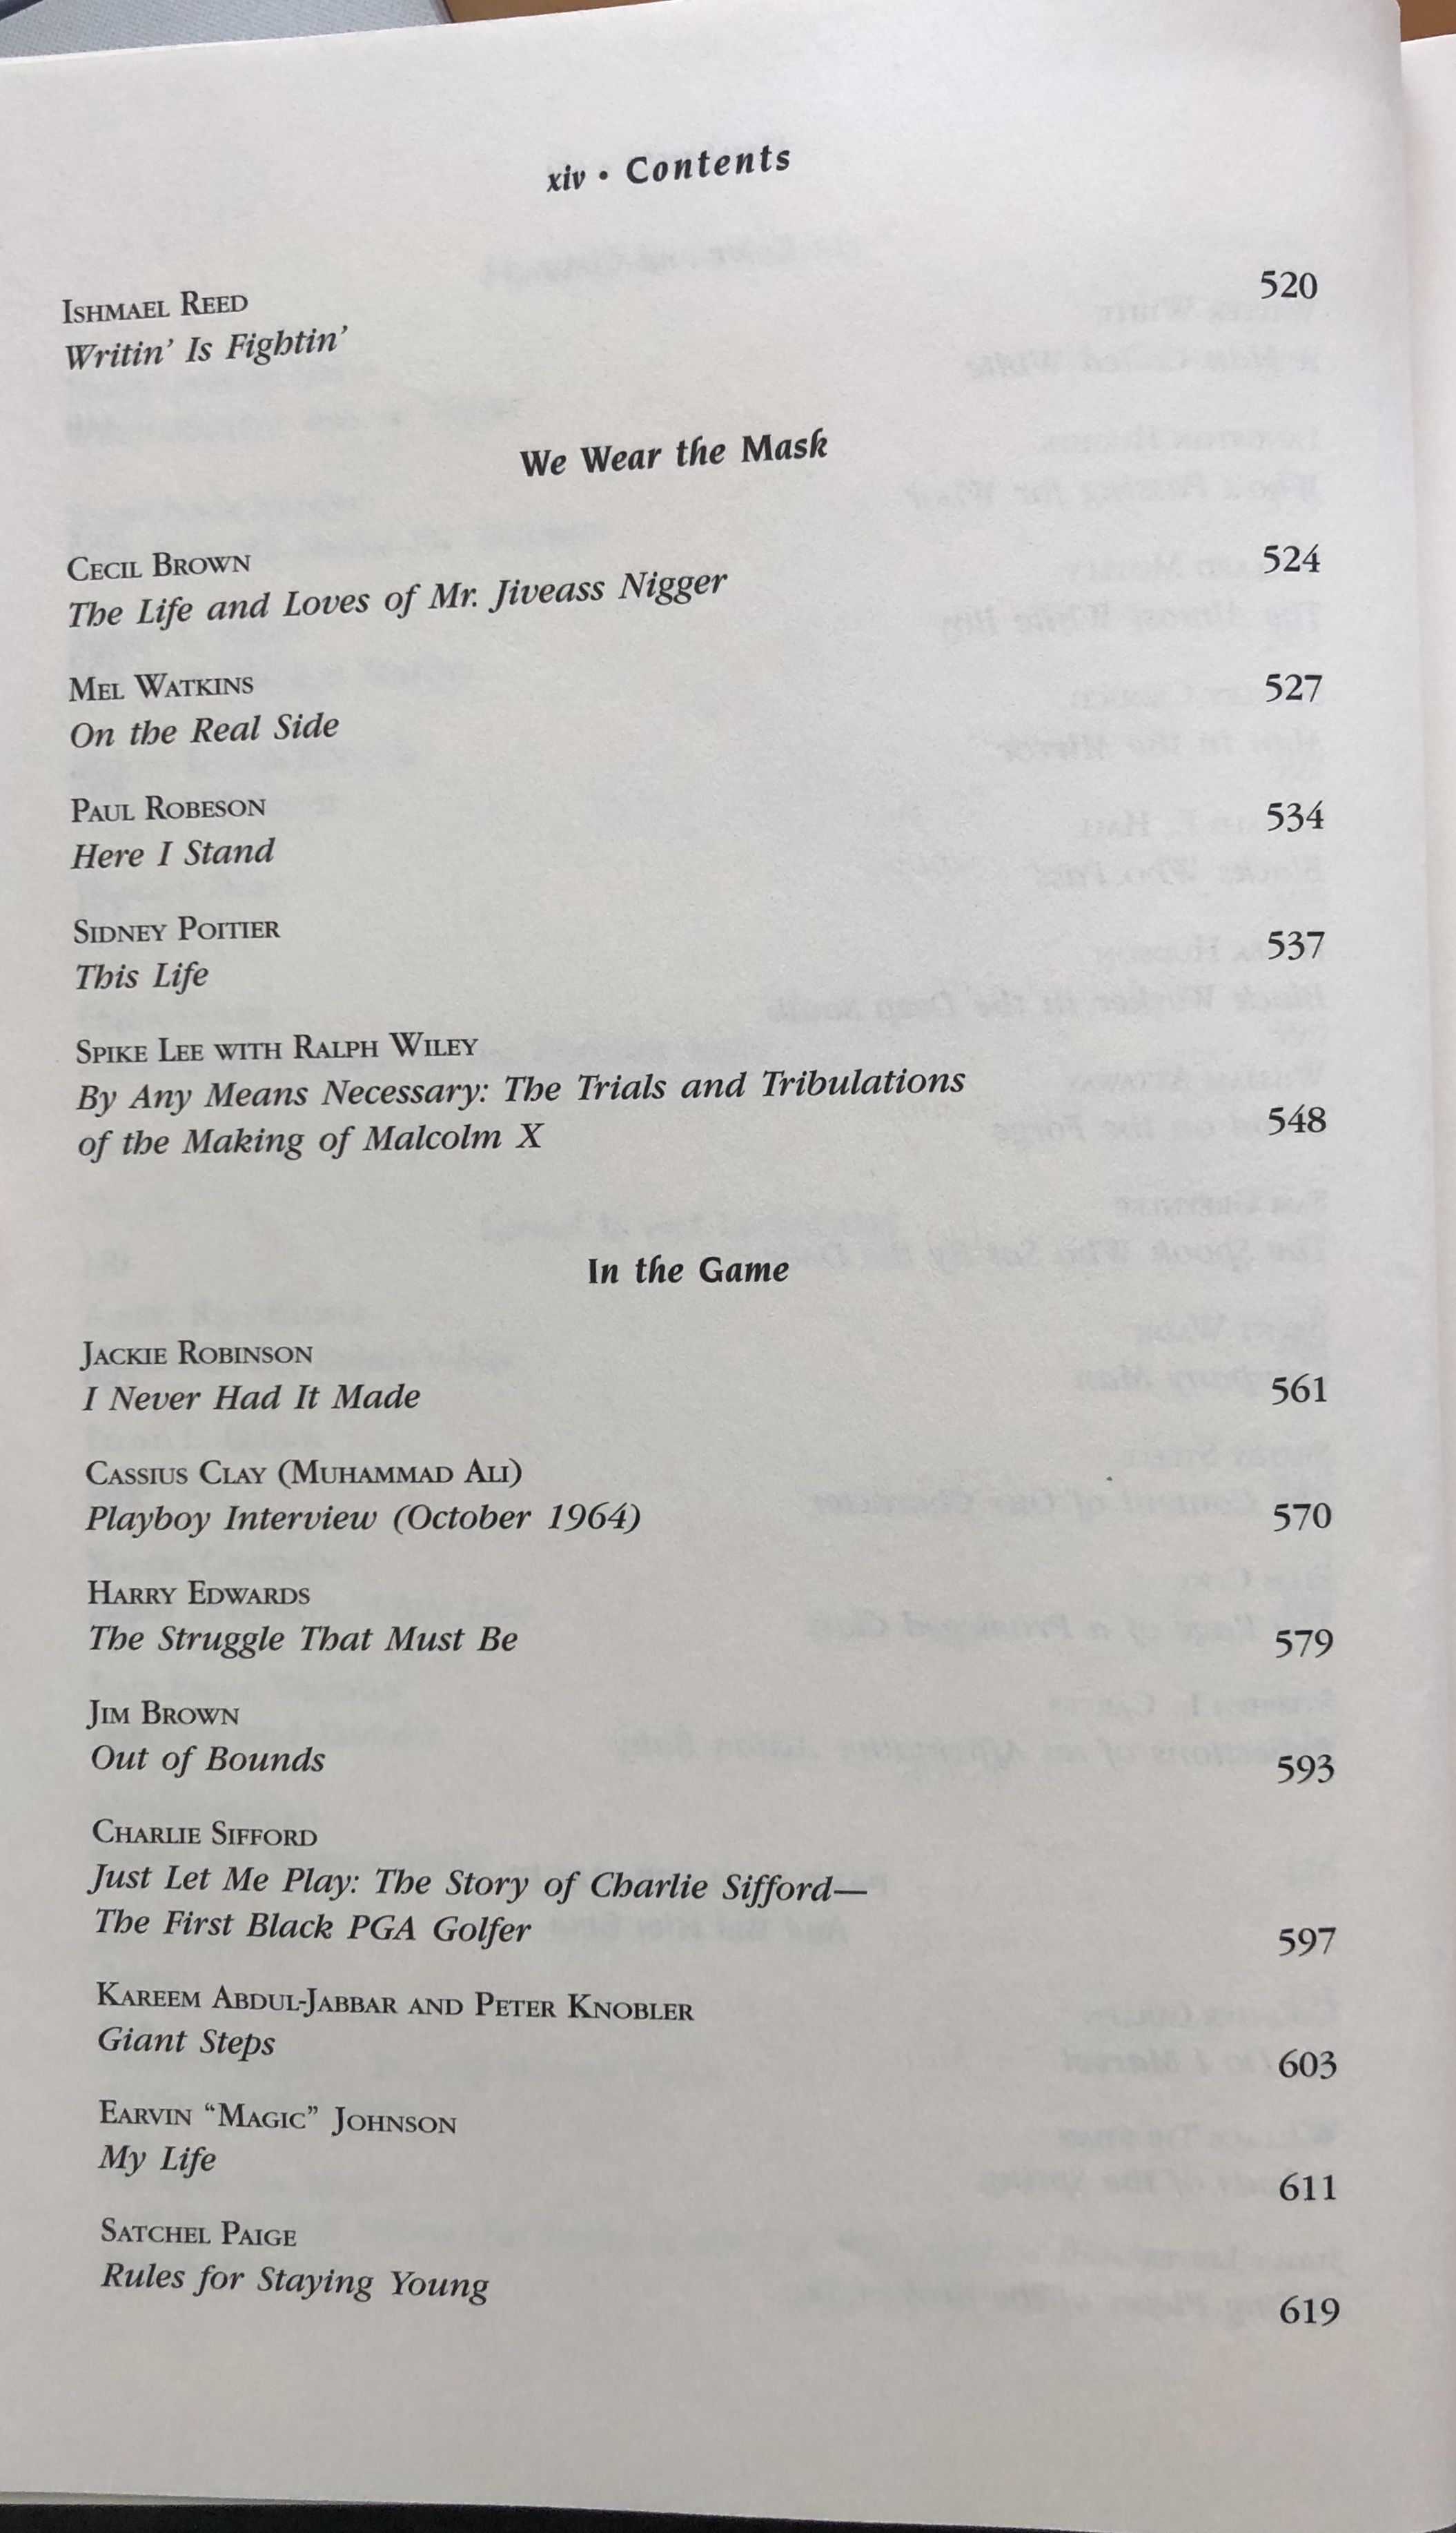 xiv • Contents
Ishmael Reed
Writin’ Is Fightin’
520
We Wear the Mask
Cecil Brown
The Life and Loves of Mr. Jiveass Nigger
524
Mel Watkins
On the Real Side
527
Paul Robeson
Here I Stand
534
Sidney Poitier
This Life
537
Spike Lee with Ralph Wiley
By Any Means Necessary: The Trials and Tribulations
of the Making of Malcolm X
548
In the Game
Jackie Robinson
I Never Had It Made
561
Cassius Clay (Muhammad Ali)
Playboy Interview (October 1964)
570
Harry Edwards
The Struggle That Must Be
579
Jim Brown
Out of Bounds
593
Charlie Sifford
Just Let Me Play: The Story of Charlie Sifford—
The First Black PGA Golfer
597
Kareem Abdul-Jabbar and Peter Knobler
Giant Steps
603
Earvin “Magic” Johnson
My Life
611
Satchel Paige
Rules for Staying Young
619